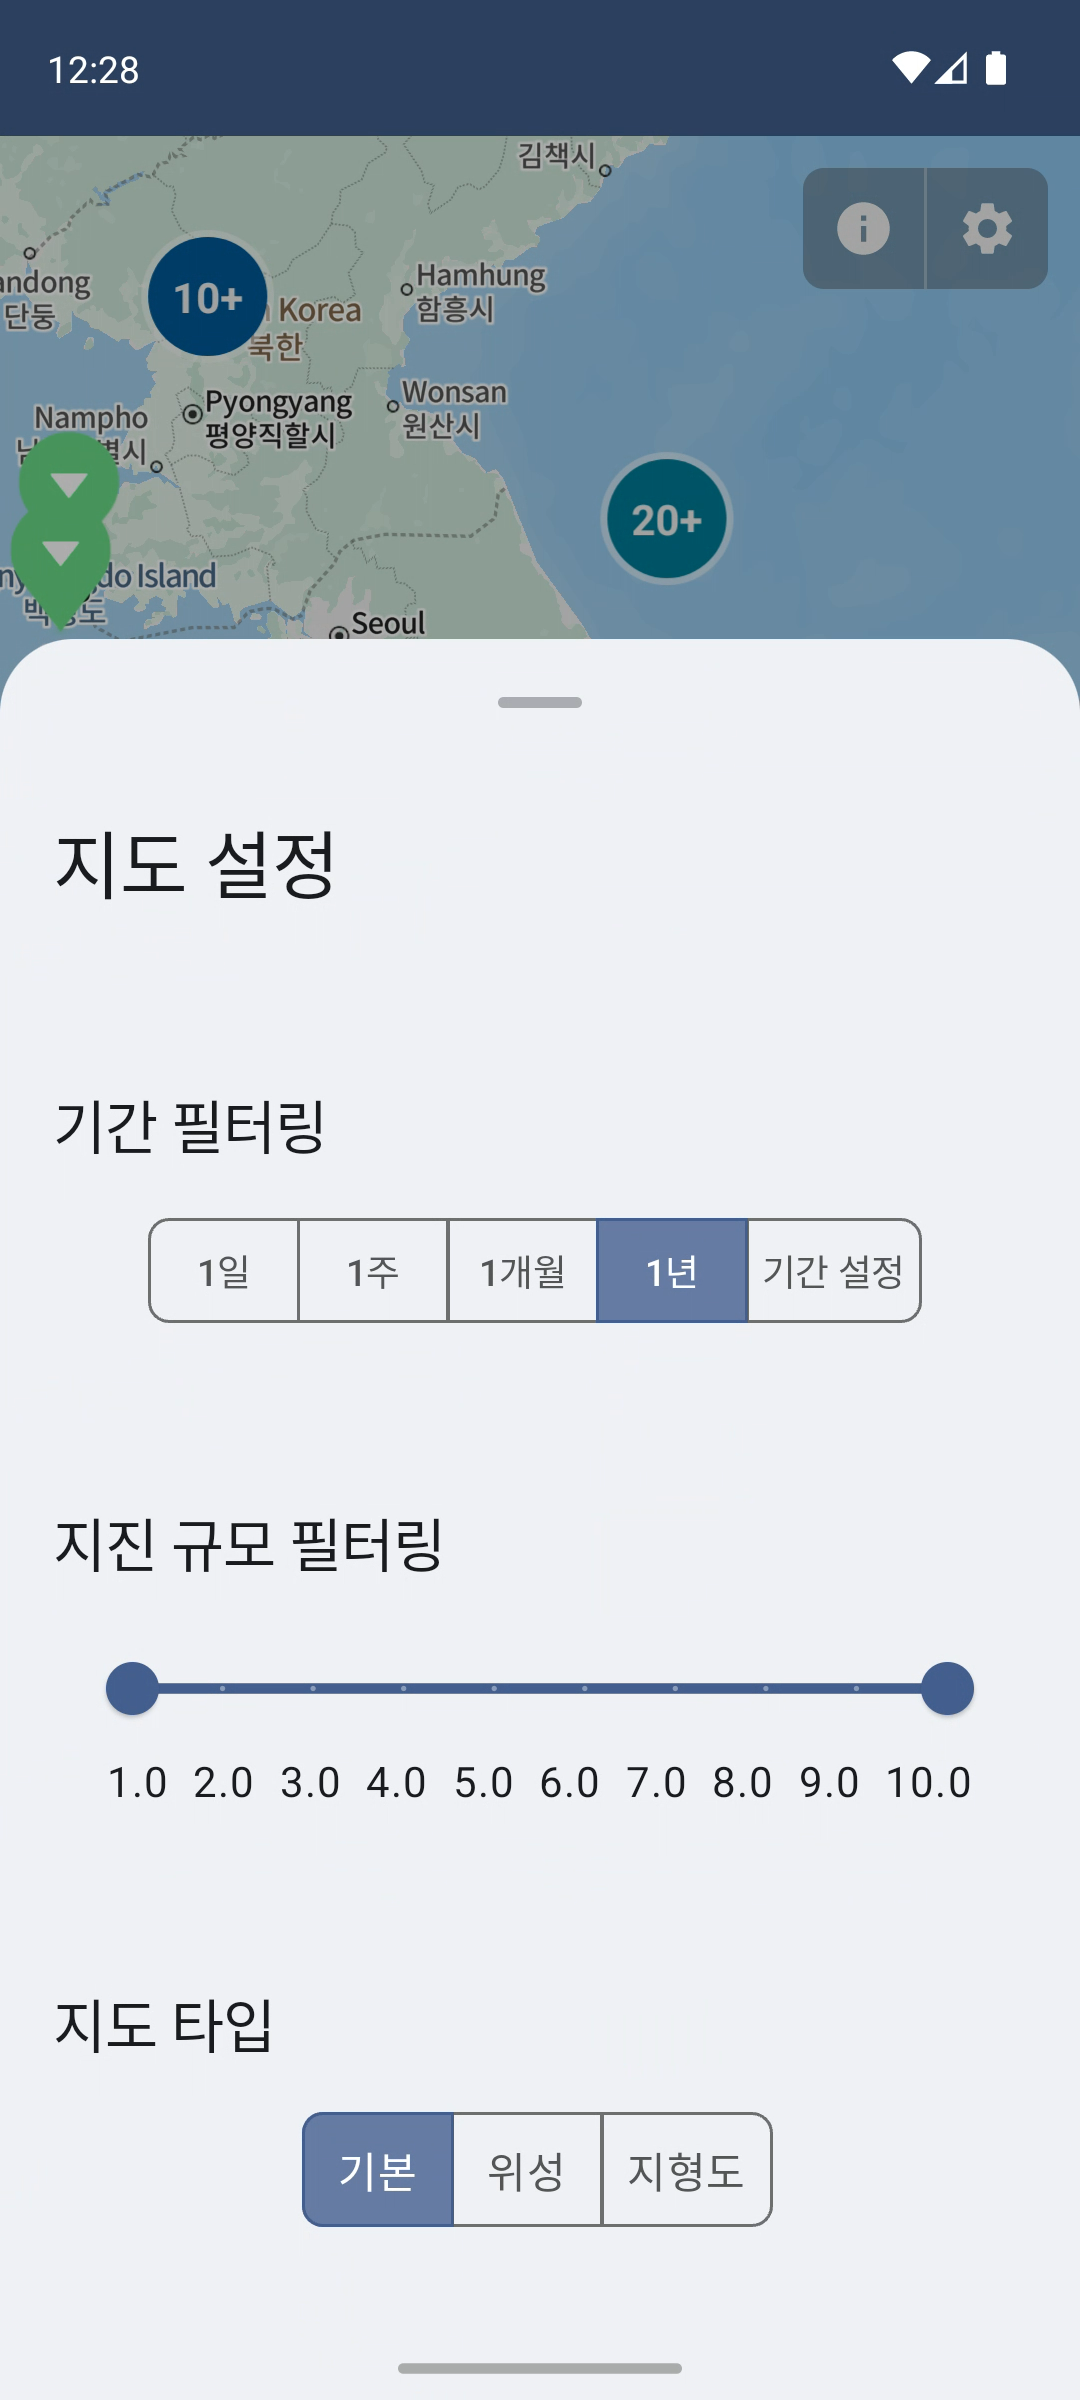 12:28
김책시
andong
단둥
10+
Korea
북한
Hamhung
함흥시
Nampho
별시
Pyongyang
평양직할시
Wonsan
원산시
20+
do Island
Seoul
지도 설정
기간 필터링
1일 1주 1개월 1년 기간 설정
지진 규모 필터링
1.0 2.0 3.0 4.0 5.0 6.0 7.0 8.0 9.0 10.0
지도 타입
기본 위성 지형도